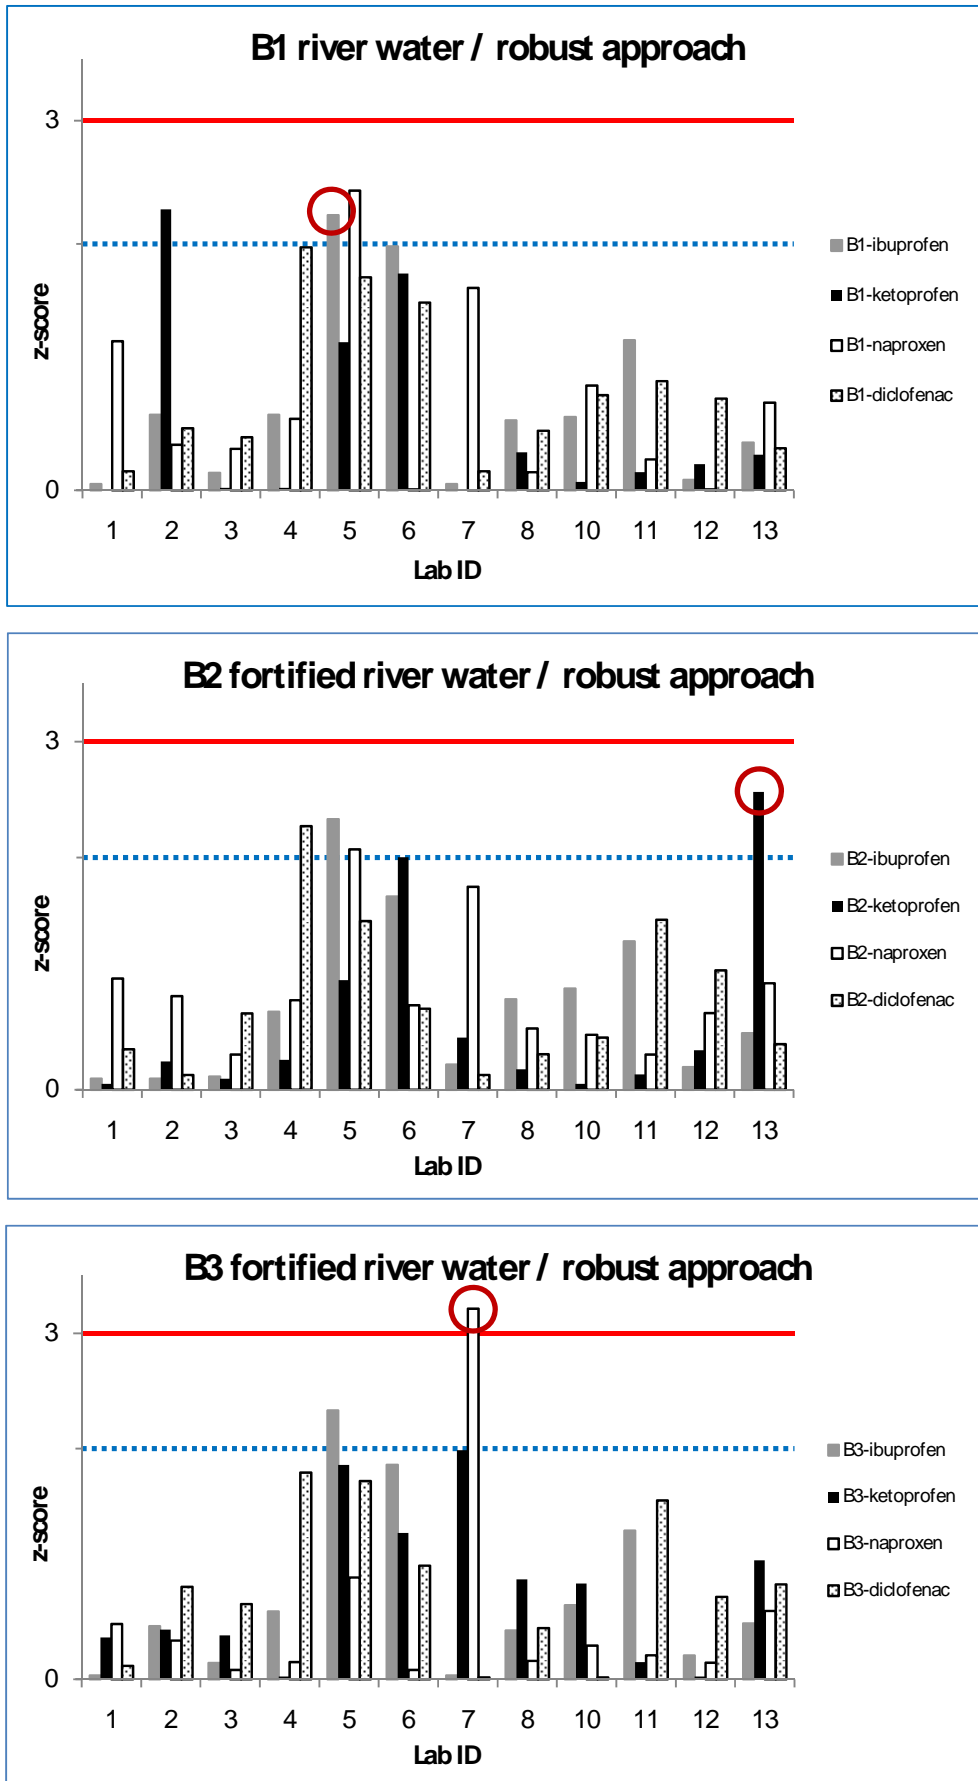 B1 river water / robust approach
3
0
z-score
1 2 3 4 5 6 7 8 10 11 12 13
Lab ID
B1-ibuprofen
B1-ketoprofen
B1-naproxen
B1-diclofenac
B2 fortified river water / robust approach
3
0
z-score
1 2 3 4 5 6 7 8 10 11 12 13
Lab ID
B2-ibuprofen
B2-ketoprofen
B2-naproxen
B2-diclofenac
B3 fortified river water / robust approach
3
0
z-score
1 2 3 4 5 6 7 8 10 11 12 13
Lab ID
B3-ibuprofen
B3-ketoprofen
B3-naproxen
B3-diclofenac